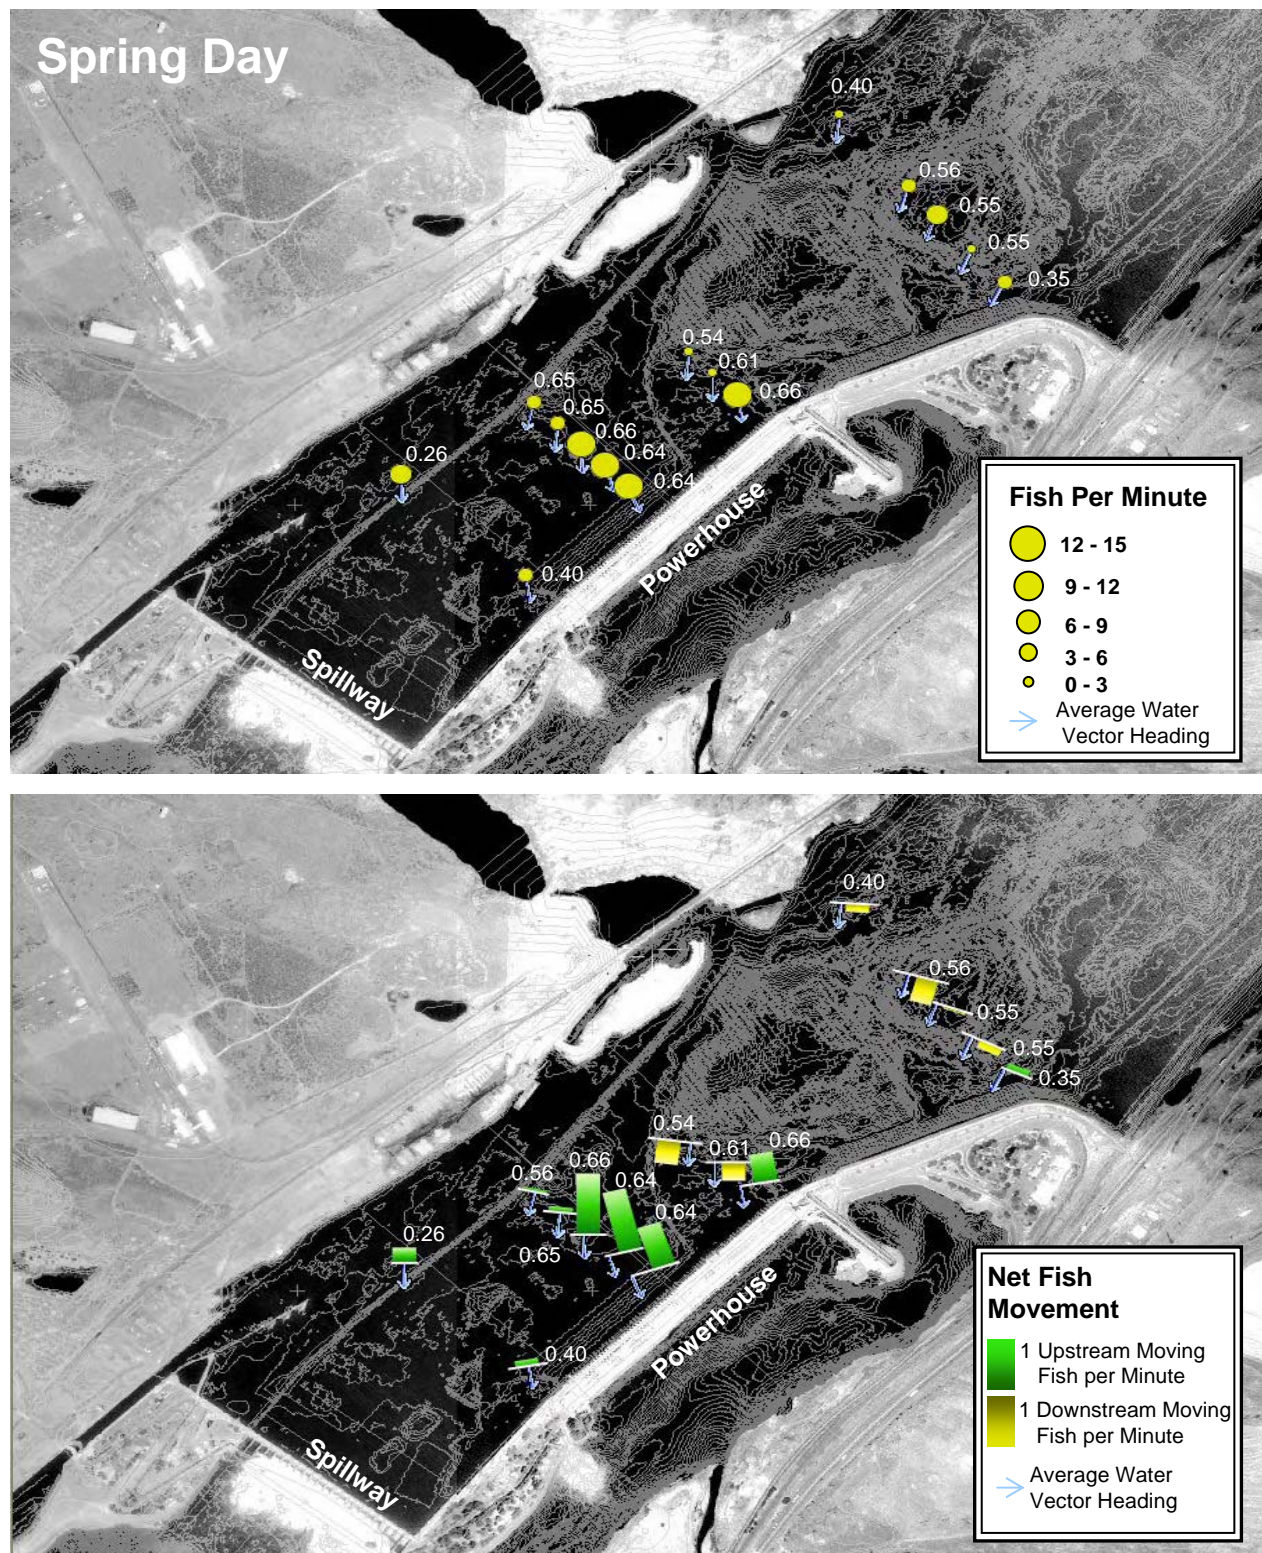 Spring Day
0.40
0.56
0.55
0.55
0.35
0.54
0.61
0.66
0.65
0.65
0.66
0.64
0.64
0.26
0.40
Powerhouse
Spillway
Fish Per Minute
12 - 15
9 - 12
6 - 9
3 - 6
0 - 3
Average Water
Vector Heading
0.40
0.56
0.55
0.55
0.35
0.54
0.61
0.66
0.56
0.66
0.64
0.64
0.65
0.26
0.40
Powerhouse
Spillway
Net Fish
Movement
1 Upstream Moving
Fish per Minute
1 Downstream Moving
Fish per Minute
Average Water
Vector Heading